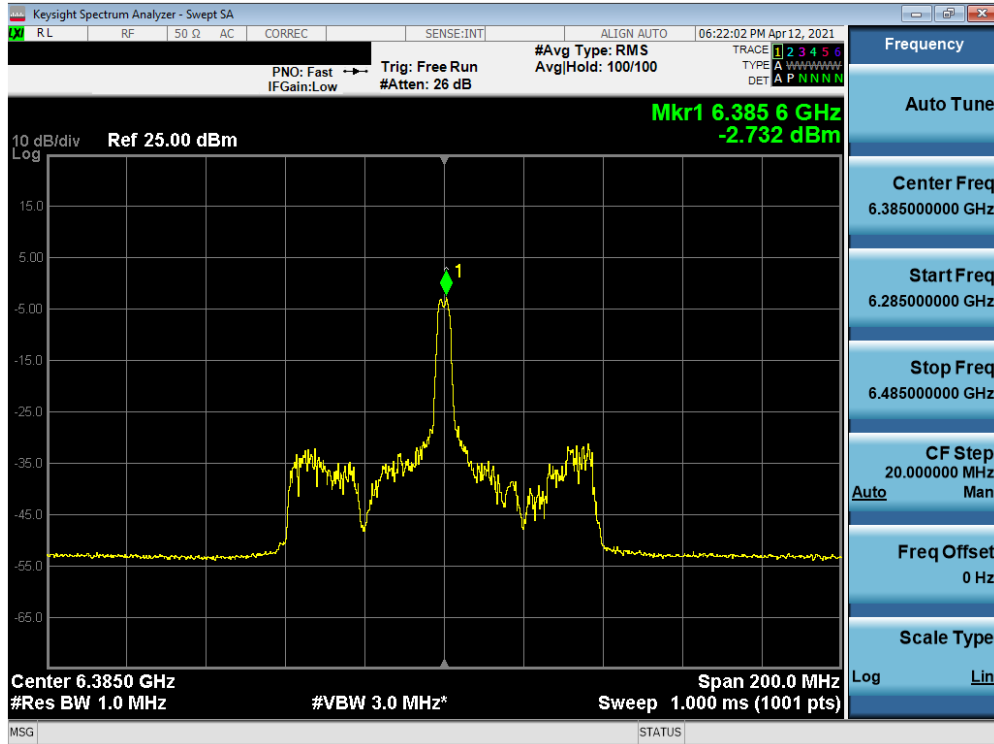 Keysight Spectrum Analyzer - Swept SA
LXI RL RF 50 Ω AC CORREC SENSE:INT ALIGN AUTO 06:22:02 PM Apr 12, 2021
PNO: Fast
IFGain:Low
Trig: Free Run
#Atten: 26 dB
#Avg Type: RMS
Avg|Hold: 100/100
TRACE 1 2 3 4 5 6
TYPE A WWWWW
DET A P N N N N
Mkr1 6.385 6 GHz
-2.732 dBm
10 dB/div Ref 25.00 dBm
Log
15.0
5.00
-5.00
-15.0
-25.0
-35.0
-45.0
-55.0
-65.0
1
Center 6.3850 GHz Span 200.0 MHz
#Res BW 1.0 MHz #VBW 3.0 MHz* Sweep 1.000 ms (1001 pts)
MSG STATUS
Frequency
Auto Tune
Center Freq
6.385000000 GHz
Start Freq
6.285000000 GHz
Stop Freq
6.485000000 GHz
CF Step
20.000000 MHz
Auto Man
Freq Offset
0 Hz
Scale Type
Log Lin